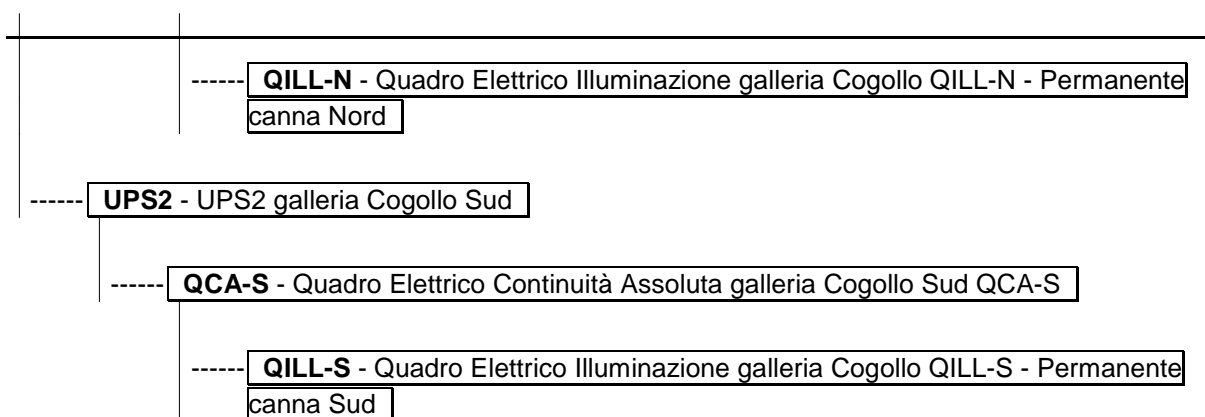 ------ QILL-N - Quadro Elettrico Illuminazione galleria Cogollo QILL-N - Permanente
canna Nord
------ UPS2 - UPS2 galleria Cogollo Sud
------ QCA-S - Quadro Elettrico Continuità Assoluta galleria Cogollo Sud QCA-S
------ QILL-S - Quadro Elettrico Illuminazione galleria Cogollo QILL-S - Permanente
canna Sud